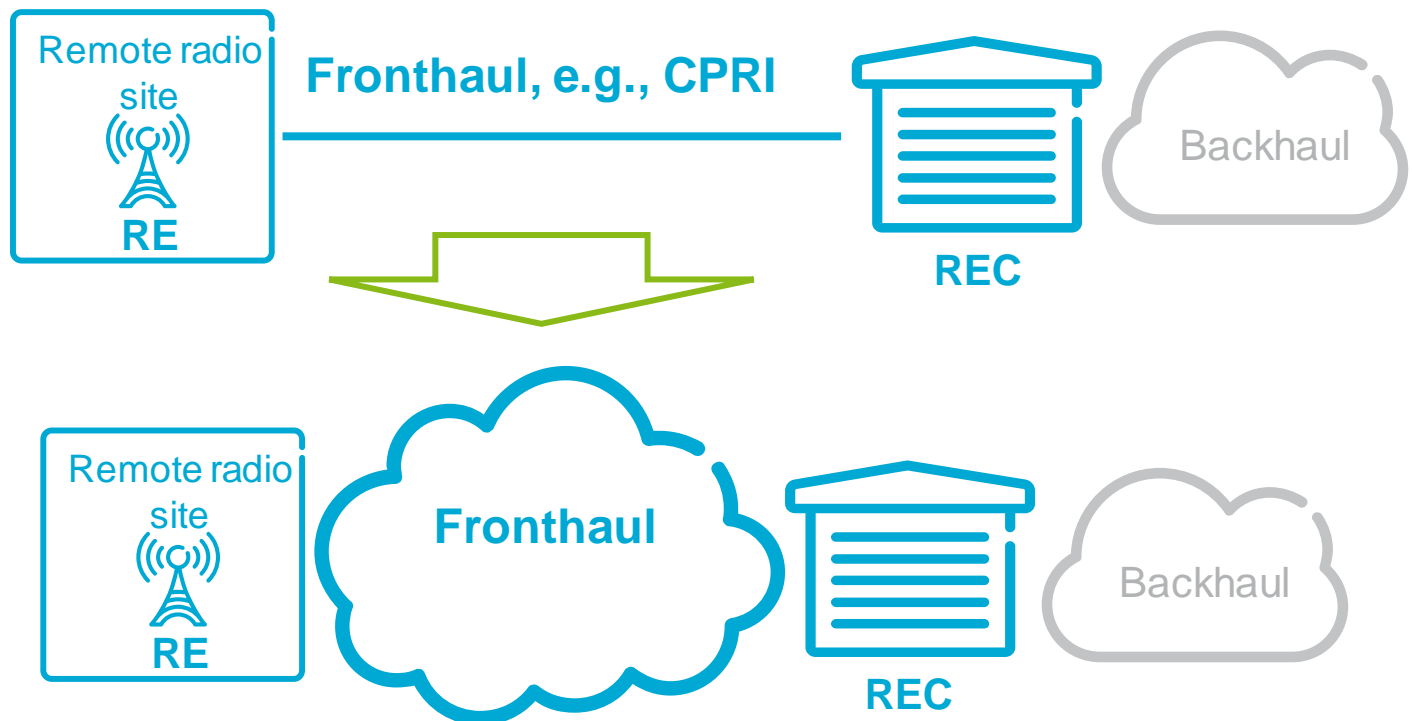 Remote radio
site
RE
Fronthaul, e.g., CPRI
REC
Backhaul
Remote radio
site
RE
Fronthaul
REC
Backhaul